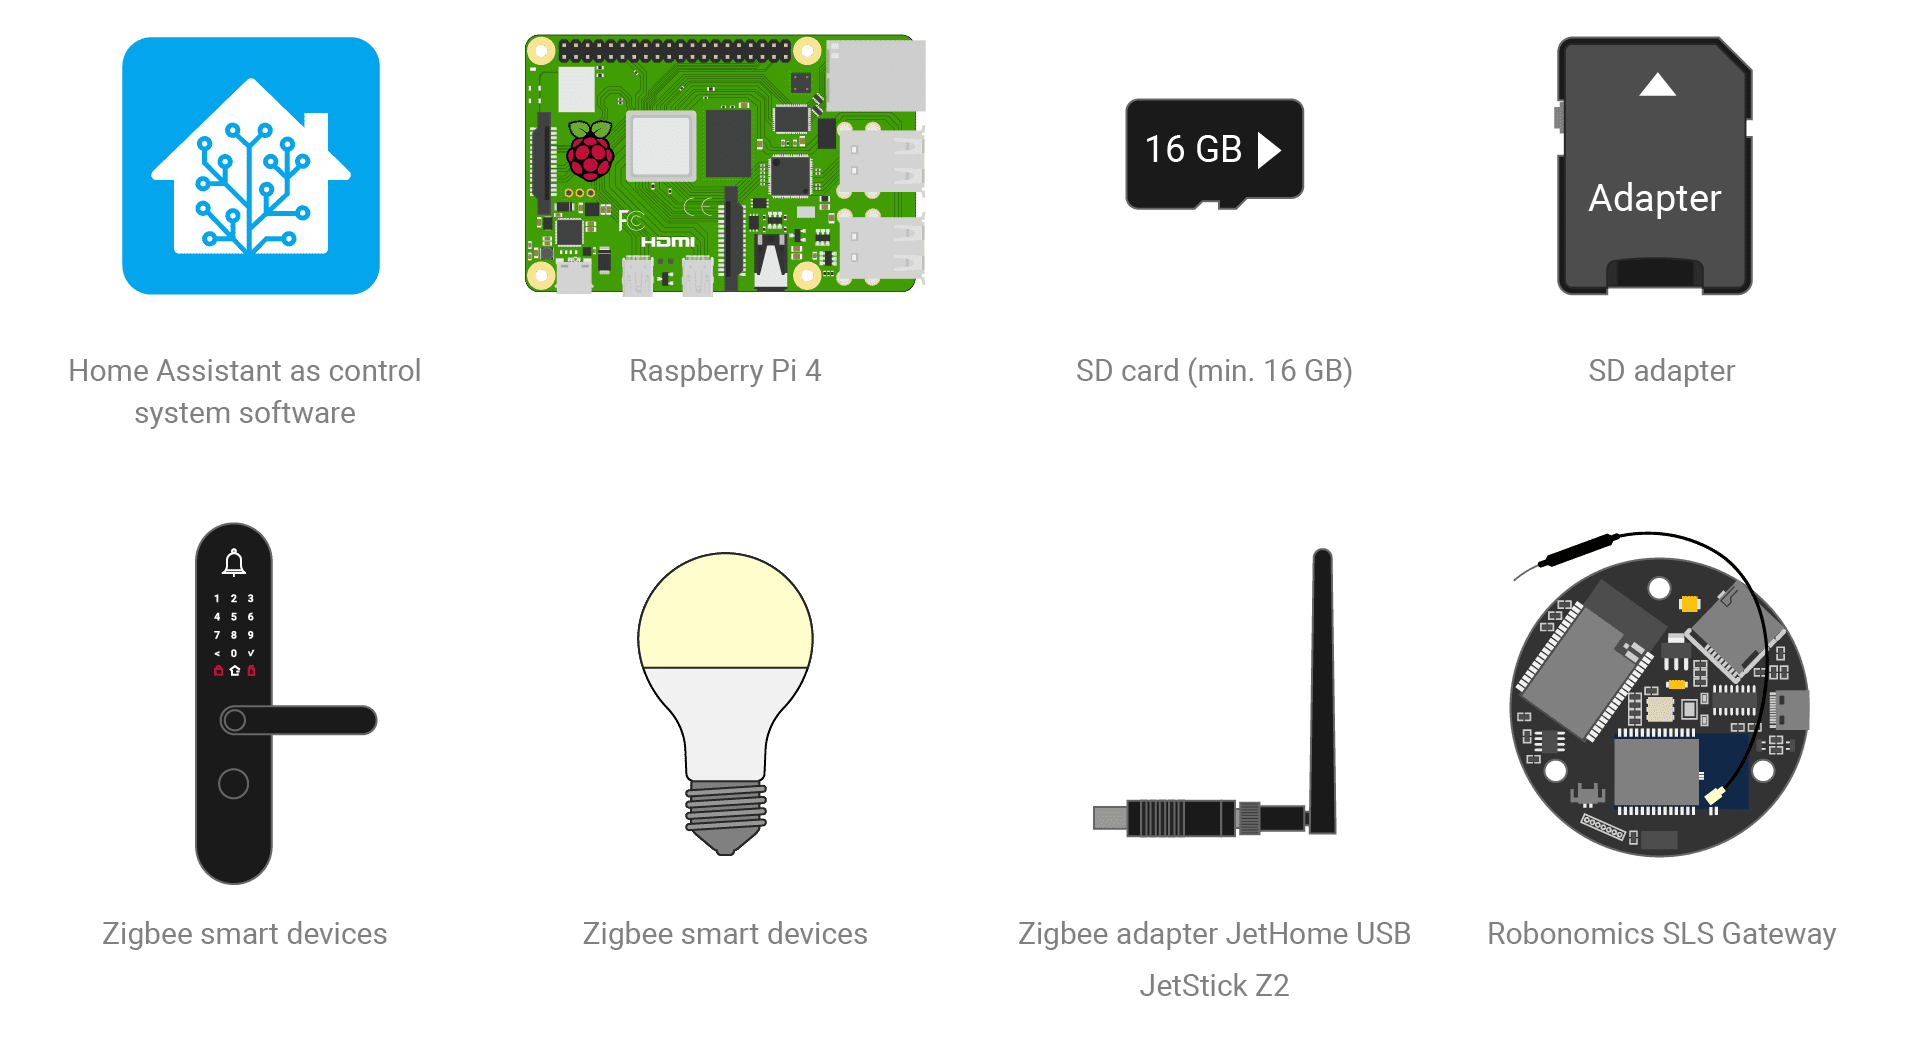 FC
CE
HDMI
16 GB
Adapter
Home Assistant as control
system software
Raspberry Pi 4
SD card (min. 16 GB)
SD adapter
1 2 3
4 5 6
7 8 9
< 0 ✓
Zigbee smart devices
Zigbee smart devices
Zigbee adapter JetHome USB
JetStick Z2
Robonomics SLS Gateway